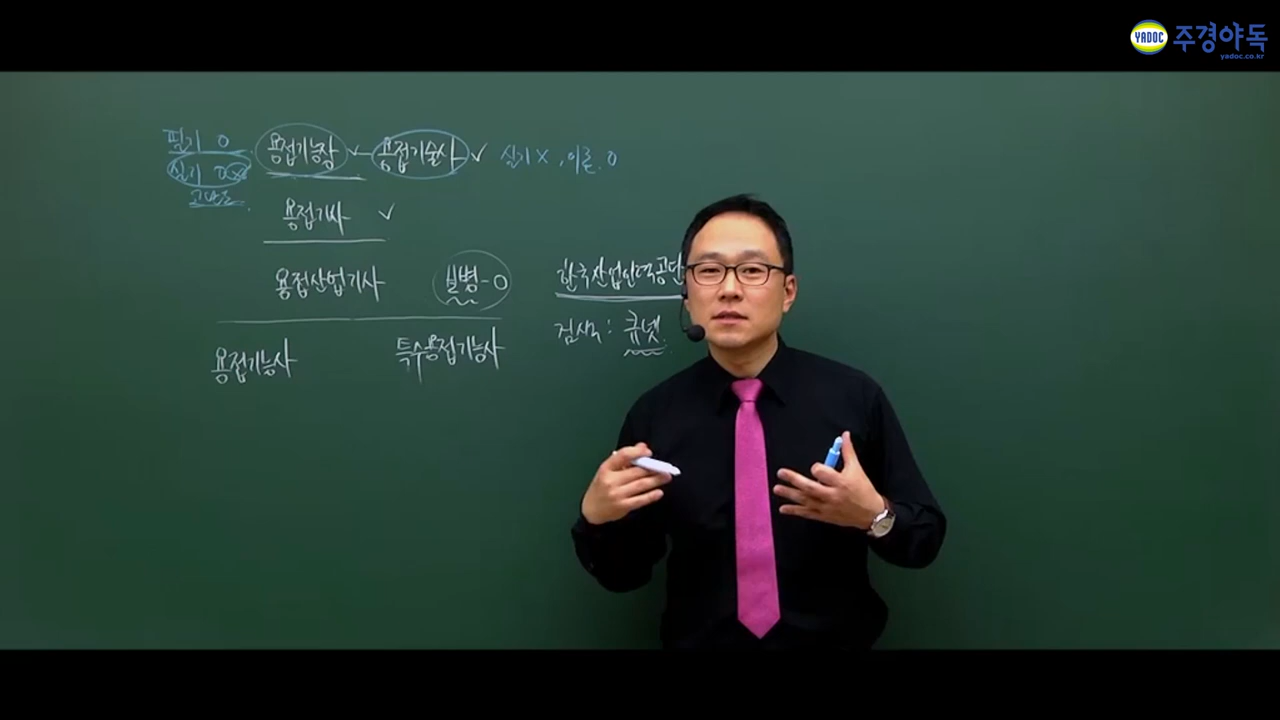 YADOC 주경야독
yadoc.co.kr
필기 O 용접기능장 ✓ 용접기술사 ✓ 실기 X, 이론 O
실기 O
용접기사 ✓
용접산업기사 실병-O 한국산업인력공단
검색: 큐넷
용접기능사 특수용접기능사